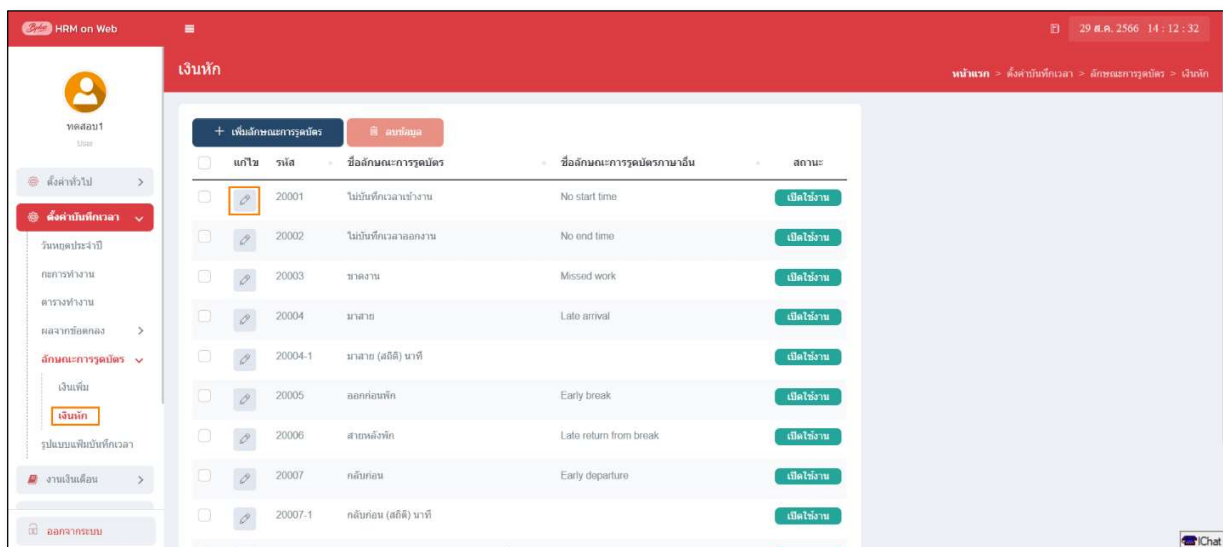 HRM on Web
29 ส.ค. 2566 14 : 12 : 32
เงินหัก
หน้าแรก > ตั้งค่าบันทึกเวลา > ลักษณะการรูดบัตร > เงินหัก
ทดสอบ1
User
ตั้งค่าทั่วไป
ตั้งค่าบันทึกเวลา
วันหยุดประจำปี
กะการทำงาน
ตารางทำงาน
ผลจากข้อตกลง
ลักษณะการรูดบัตร
เงินเพิ่ม
เงินหัก
รูปแบบแฟ้มบันทึกเวลา
งานเงินเดือน
ออกจากระบบ
+ เพิ่มลักษณะการรูดบัตร ลบข้อมูล
แก้ไข รหัส ชื่อลักษณะการรูดบัตร ชื่อลักษณะการรูดบัตรภาษาอื่น สถานะ
20001 ไม่บันทึกเวลาเข้างาน No start time เปิดใช้งาน
20002 ไม่บันทึกเวลาออกงาน No end time เปิดใช้งาน
20003 ขาดงาน Missed work เปิดใช้งาน
20004 มาสาย Late arrival เปิดใช้งาน
20004-1 มาสาย (สถิติ) นาที เปิดใช้งาน
20005 ออกก่อนพัก Early break เปิดใช้งาน
20006 สายหลังพัก Late return from break เปิดใช้งาน
20007 กลับก่อน Early departure เปิดใช้งาน
20007-1 กลับก่อน (สถิติ) นาที เปิดใช้งาน
Chat